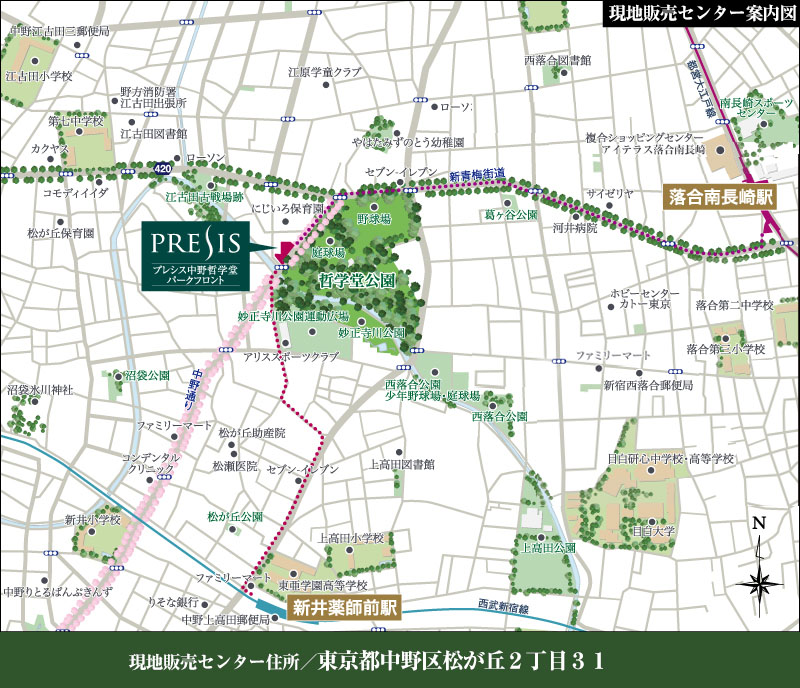 現地販売センター案内図
中野江古田三郵便局
江古田小学校
江原学童クラブ
西落合図書館
都営大江戸線
野方消防署
江古田出張所
ローソン
南長崎スポーツ
センター
第七中学校
江古田図書館
やはたみずのとう幼稚園
複合ショッピングセンター
アイテラス落合南長崎
カクヤス
ローソン
420
セブン-イレブン
新青梅街道
コモディイイダ
江古田古戦場跡
サイゼリヤ
落合南長崎駅
にじいろ保育園
野球場
葛ヶ谷公園
河井病院
松が丘保育園
PRESIS
プレシス中野哲学堂
パークフロント
庭球場
哲学堂公園
ホビーセンター
カトー東京
落合第二中学校
妙正寺川公園運動広場
妙正寺川公園
アリススポーツクラブ
ファミリーマート
落合第二小学校
沼袋公園
中野通り
西落合公園
少年野球場・庭球場
新宿西落合郵便局
沼袋氷川神社
西落合公園
ファミリーマート
松が丘助産院
コンデンタル
クリニック
松瀬医院
セブン-イレブン
上高田図書館
目白研心中学校・高等学校
新井小学校
松が丘公園
目白大学
N
上高田小学校
上高田公園
ファミリーマート
東亜学園高等学校
中野りとるぱんぷきんず
りそな銀行
新井薬師前駅
西武新宿線
中野上高田郵便局
現地販売センター住所／東京都中野区松が丘２丁目３１